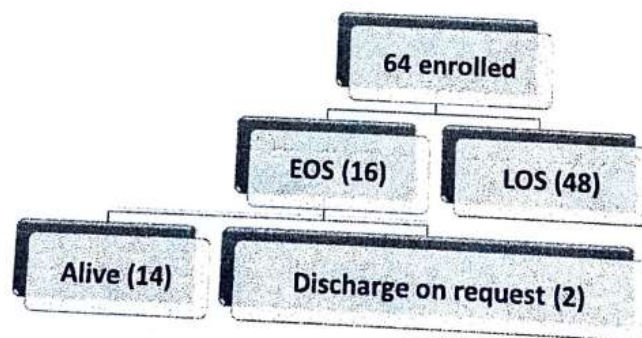 64 enrolled
EOS (16)
LOS (48)
Alive (14)
Discharge on request (2)